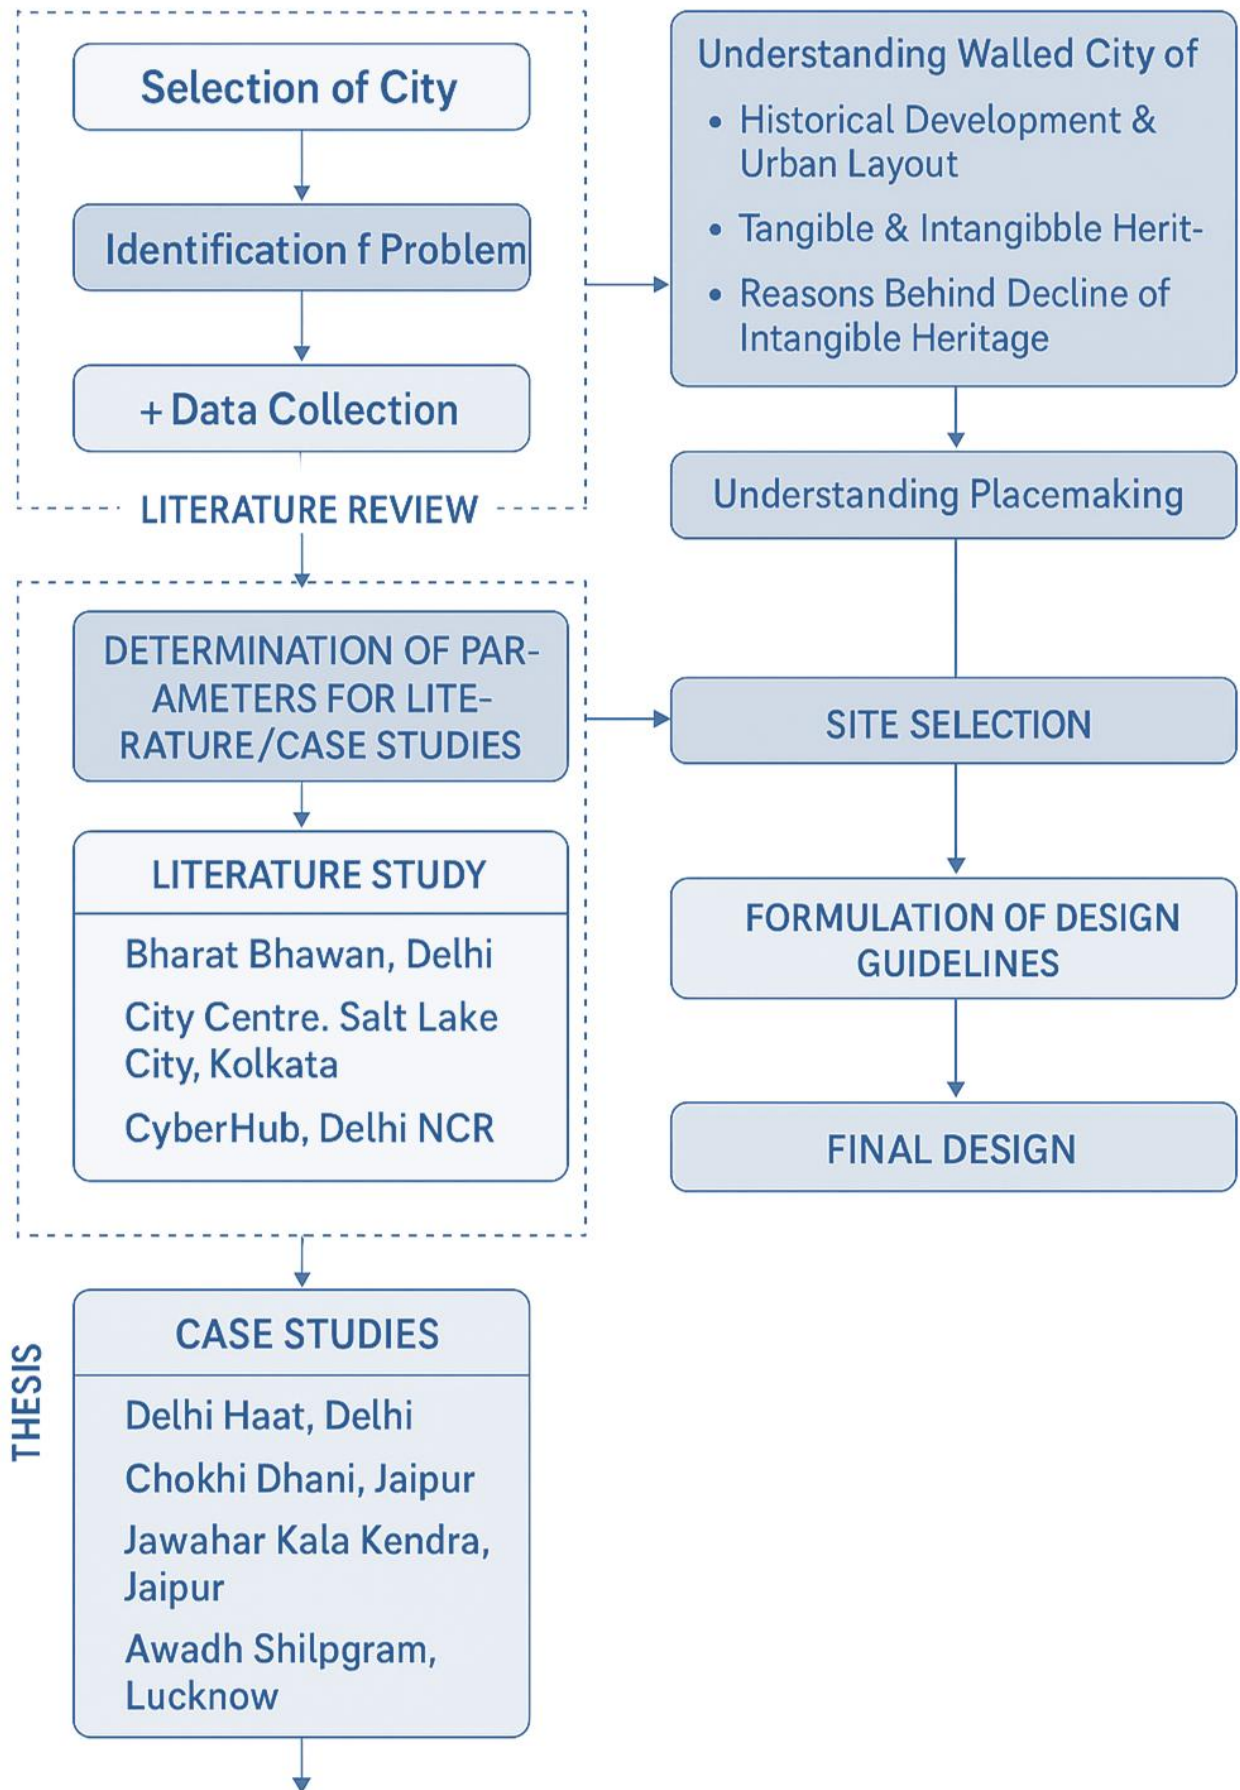 Selection of City
Identification f Problem
+ Data Collection
LITERATURE REVIEW
DETERMINATION OF PAR-
AMETERS FOR LITE-
RATURE/CASE STUDIES
LITERATURE STUDY
Bharat Bhawan, Delhi
City Centre. Salt Lake
City, Kolkata
CyberHub, Delhi NCR
THESIS
CASE STUDIES
Delhi Haat, Delhi
Chokhi Dhani, Jaipur
Jawahar Kala Kendra,
Jaipur
Awadh Shilpgram,
Lucknow
Understanding Walled City of
• Historical Development &
Urban Layout
• Tangible & Intangibble Herit-
• Reasons Behind Decline of
Intangible Heritage
Understanding Placemaking
SITE SELECTION
FORMULATION OF DESIGN
GUIDELINES
FINAL DESIGN